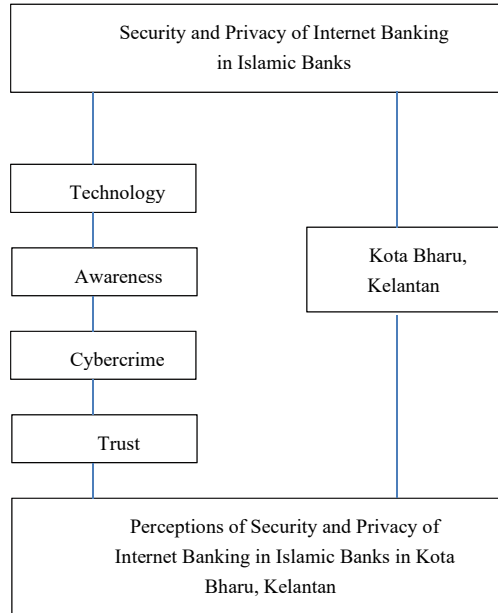 Security and Privacy of Internet Banking
in Islamic Banks
Technology
Awareness
Cybercrime
Trust
Kota Bharu,
Kelantan
Perceptions of Security and Privacy of
Internet Banking in Islamic Banks in Kota
Bharu, Kelantan